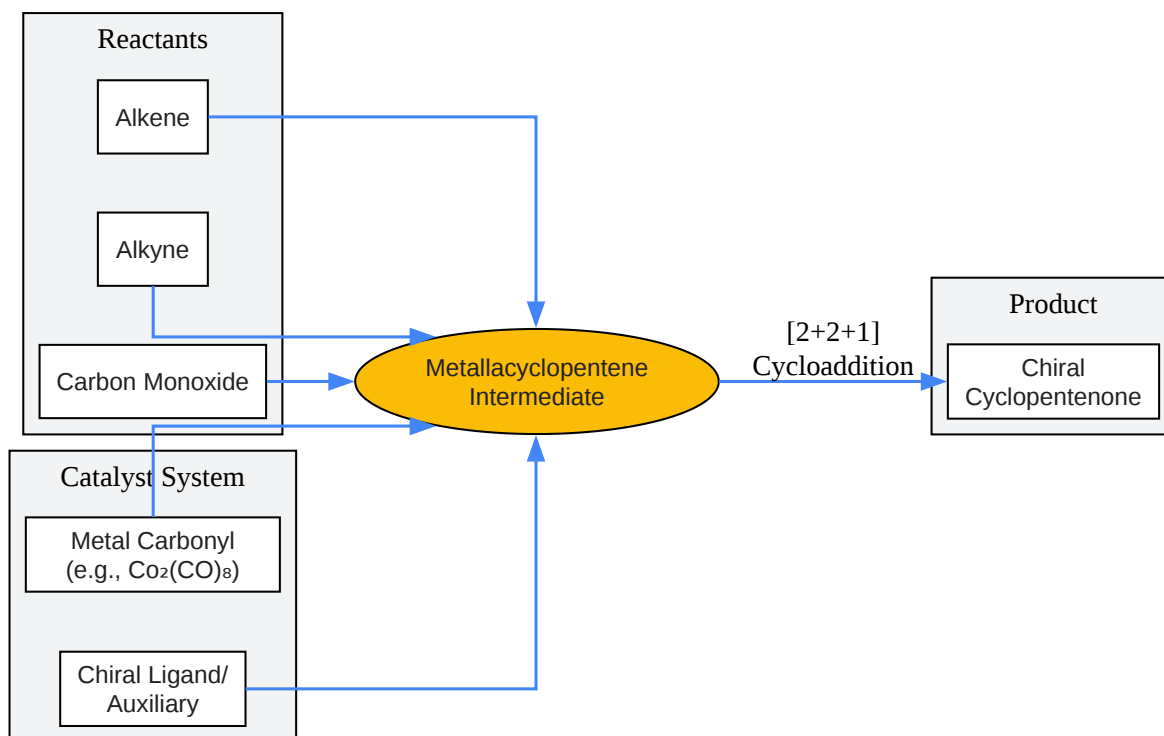 Reactants
Alkene
Alkyne
Carbon Monoxide
Catalyst System
Metal Carbonyl
(e.g., Co₂(CO)₈)
Chiral Ligand/
Auxiliary
Metallacyclopentene
Intermediate
[2+2+1]
Cycloaddition
Product
Chiral
Cyclopentenone